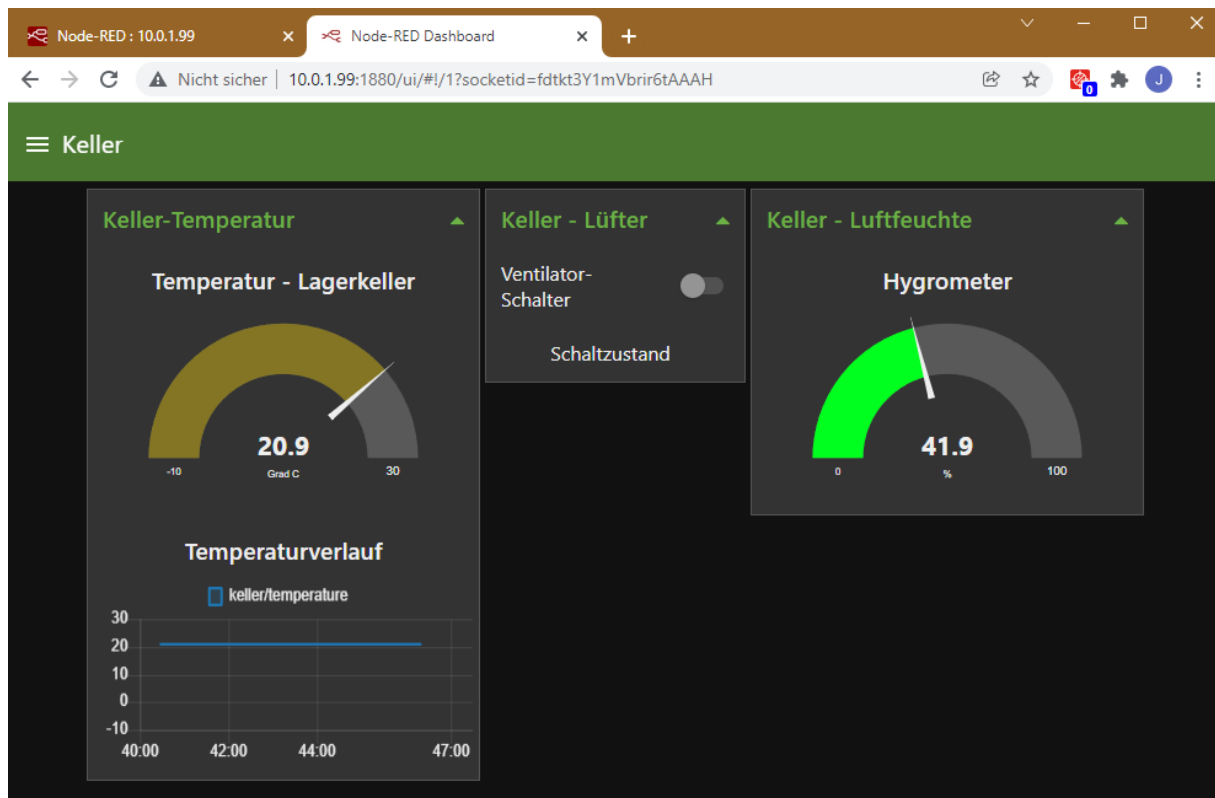 Node-RED : 10.0.1.99
Node-RED Dashboard
Nicht sicher | 10.0.1.99:1880/ui/#!/1?socketid=fdtkt3Y1mVbrir6tAAAH
0
J
Keller
Keller-Temperatur
Temperatur - Lagerkeller
20.9
-10
Grad C
30
Temperaturverlauf
keller/temperature
30
20
10
0
-10
40:00 42:00 44:00 47:00
Keller - Lüfter
Ventilator-
Schalter
Schaltzustand
Keller - Luftfeuchte
Hygrometer
41.9
0
%
100